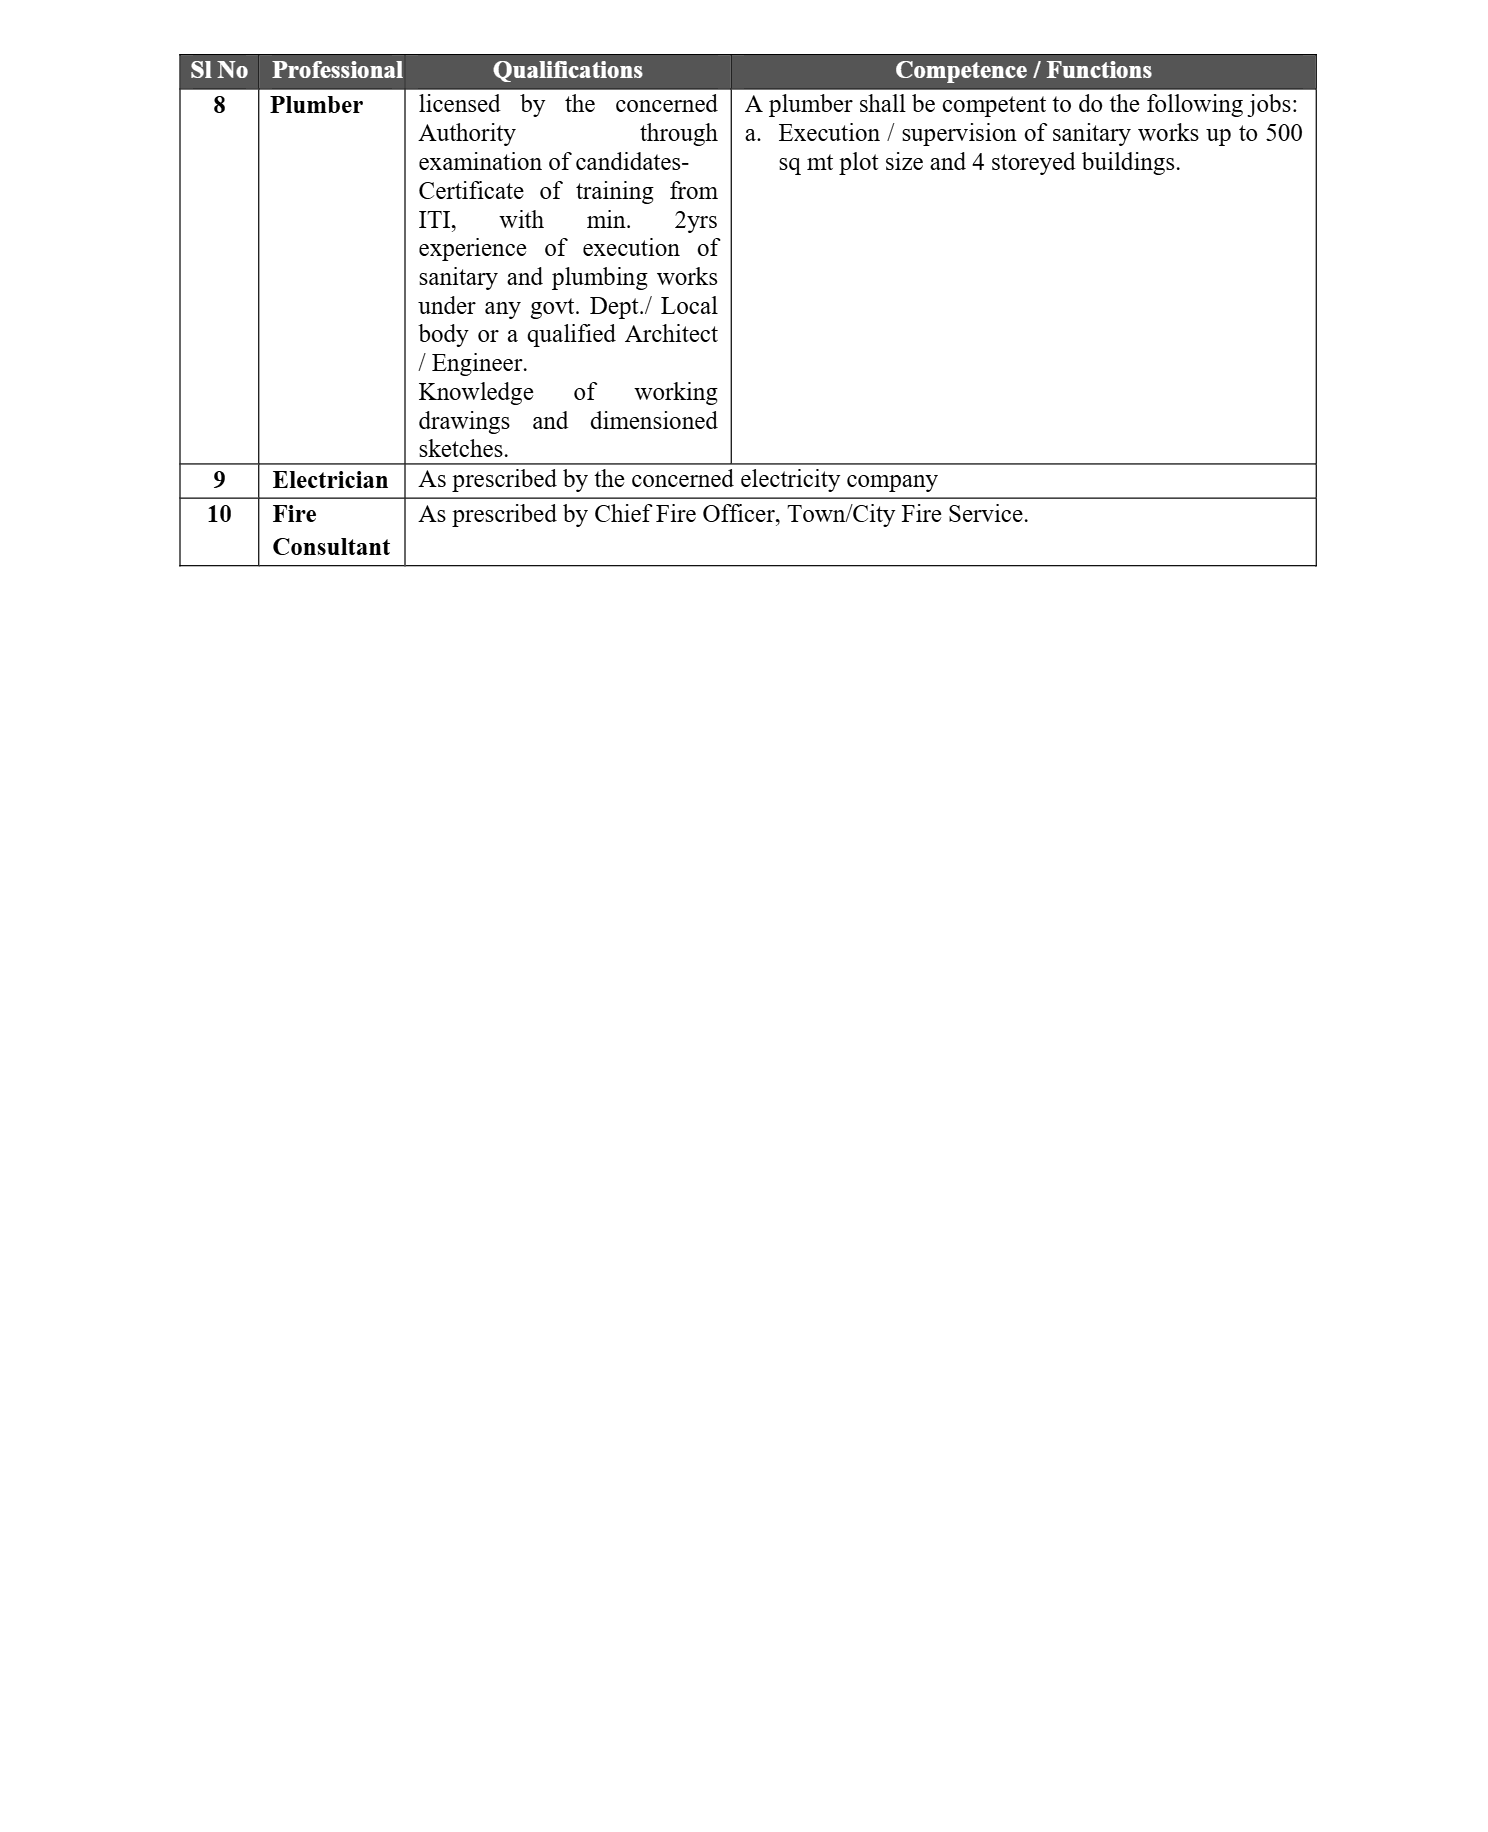 Sl No Professional Qualifications Competence / Functions
8 Plumber licensed by the concerned A plumber shall be competent to do the following jobs:
Authority through a. Execution / supervision of sanitary works up to 500
examination of candidates- sq mt plot size and 4 storeyed buildings.
Certificate of training from
ITI, with min. 2yrs
experience of execution of
sanitary and plumbing works
under any govt. Dept./ Local
body or a qualified Architect
/ Engineer.
Knowledge of working
drawings and dimensioned
sketches.
9 Electrician As prescribed by the concerned electricity company
10 Fire As prescribed by Chief Fire Officer, Town/City Fire Service.
Consultant